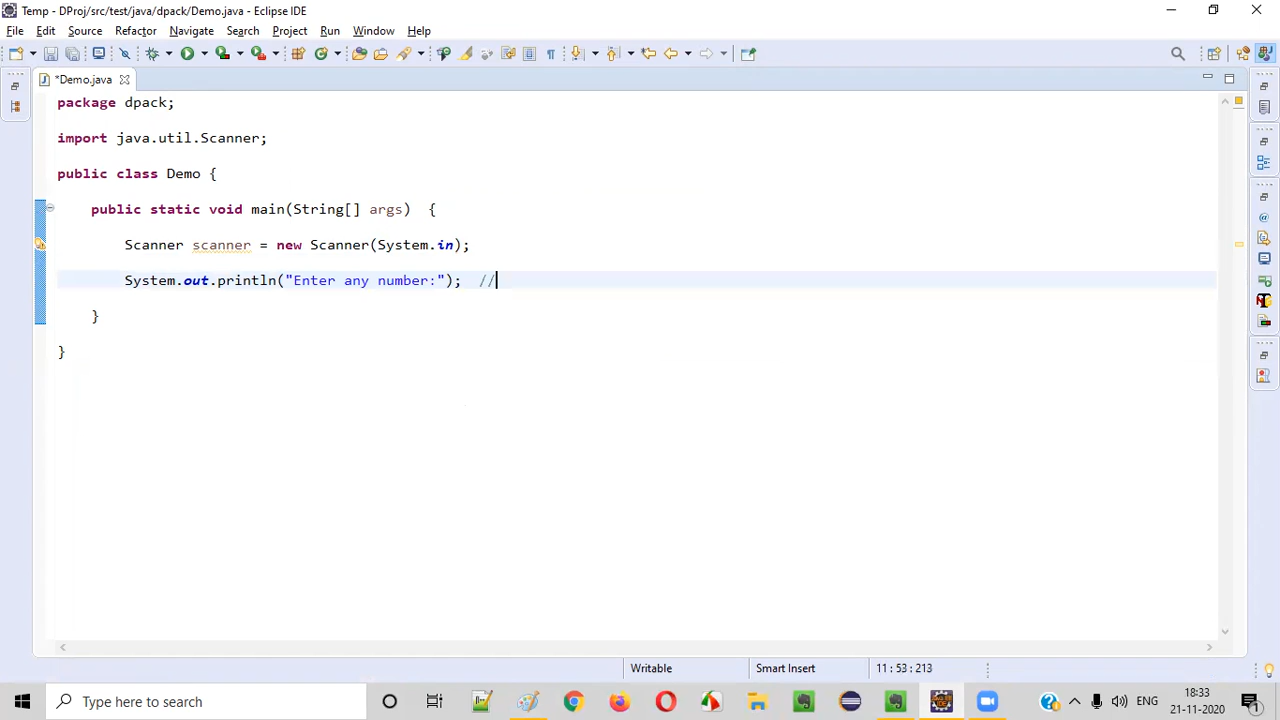 Temp - DProj/src/test/java/dpack/Demo.java - Eclipse IDE
File Edit Source Refactor Navigate Search Project Run Window Help
*Demo.java
package dpack;
import java.util.Scanner;
public class Demo {
public static void main(String[] args) {
Scanner scanner = new Scanner(System.in);
System.out.println("Enter any number:"); //
}
}
Writable Smart Insert 11 : 53 : 213
Type here to search
ENG
18:33
21-11-2020